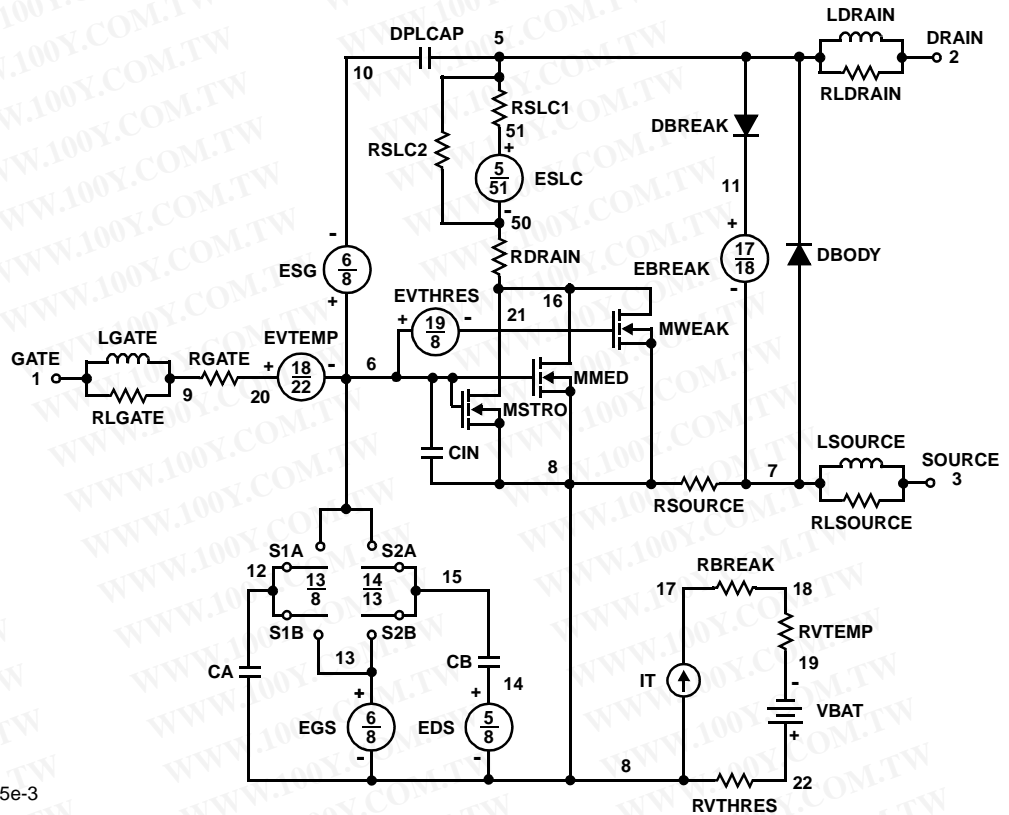 LDRAIN
DPLCAP 5 DRAIN
10 2
RLDRAIN
RSLC1
51 DBREAK
RSLC2 +
5
51 ESLC
11
-
50
- +
RDRAIN
6
8 ESG
17
18 EBREAK
DBODY
+ EVTHRES 16 -
+ 19
8 - 21 MWEAK
LGATE EVTEMP
GATE RGATE + 18
22 - 6
1 MMED
9 20
RLGATE MSTRO
LSOURCE
CIN 8 7 SOURCE
3
RSOURCE
RLSOURCE
S1A S2A
12 13
8 14
13 15
RBREAK
17 18
S1B S2B
RVTEMP
13 CB 19
CA 14 IT -
+ +
VBAT
EGS 6
8 EDS 5
8 +
- - 8
22
RVTHRES
5e-3
WWW.100Y.COM.TW